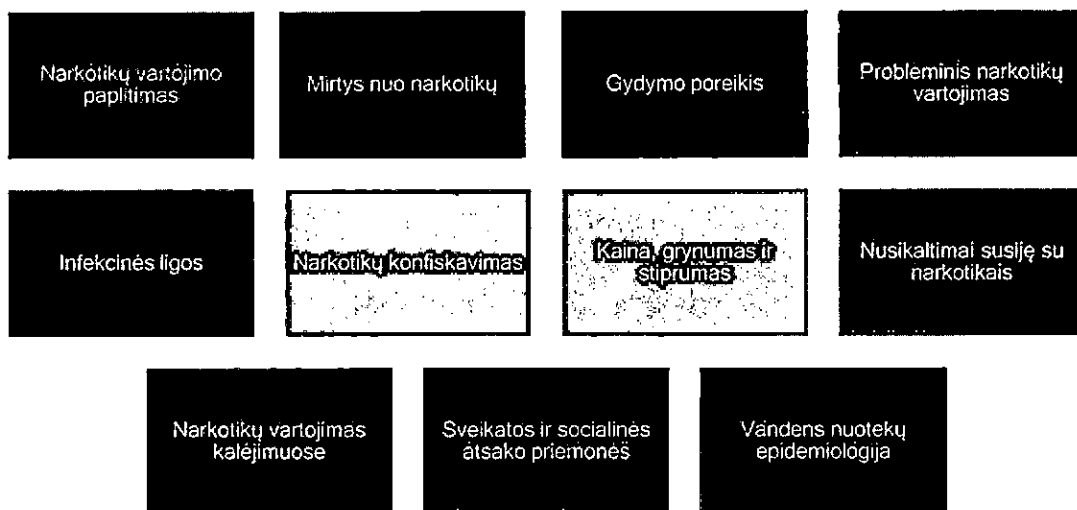 Narkotikų vartojimo
paplitimas
Mirtys nuo narkotikų
Gydymo poreikis
Probleminis narkotikų
vartojimas
Infekcinės ligos
Narkotikų konfiskavimas
Kaina, grynumas ir
stiprumas
Nusikaltimai susiję su
narkotikais
Narkotikų vartojimas
kalėjimuose
Sveikatos ir socialinės
atsako priemonės
Vandens nuotekų
epidemiologija